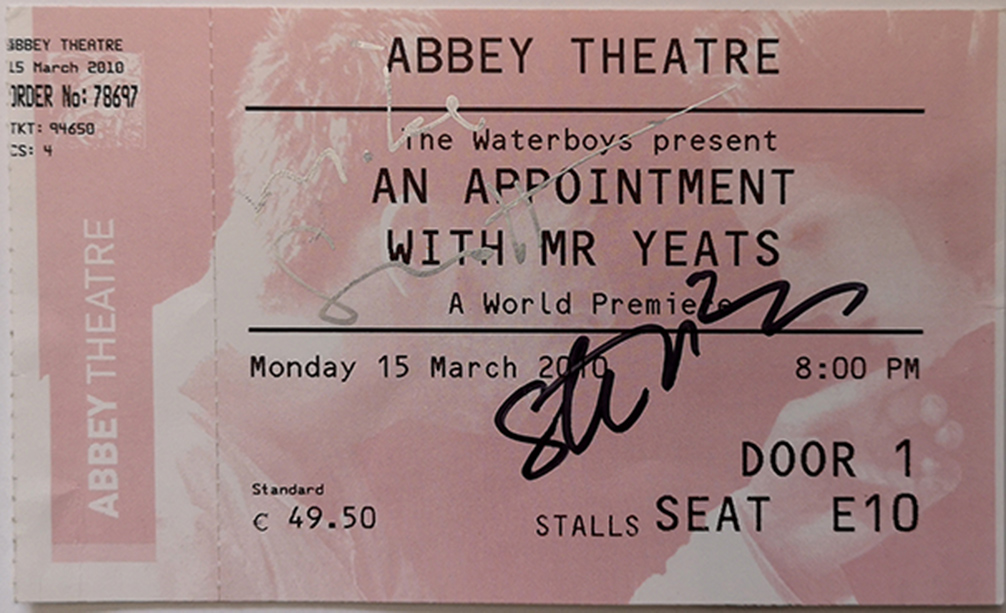 ABBEY THEATRE
15 March 2010
ORDER No: 78697
TKT: 94650
CS: 4
ABBEY THEATRE
ABBEY THEATRE
The Waterboys present
AN APPOINTMENT
WITH MR YEATS
A World Premiere
Monday 15 March 2010 8:00 PM
DOOR 1
Standard
€ 49.50
STALLS SEAT E10